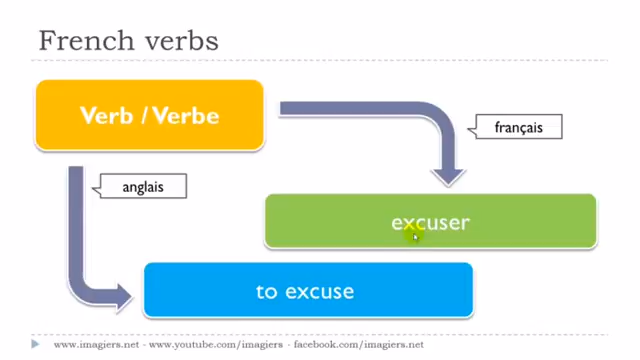 French verbs
Verb / Verbe
français
anglais
excuser
to excuse
www.imagiers.net - www.youtube.com/imagiers - facebook.com/imagiers.net